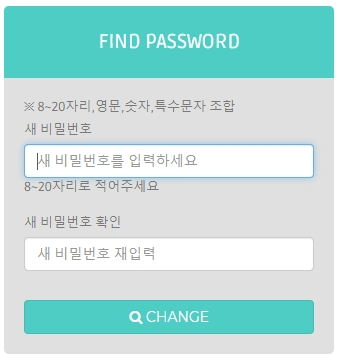 FIND PASSWORD
※ 8~20자리,영문,숫자,특수문자 조합
새 비밀번호
새 비밀번호를 입력하세요
8~20자리로 적어주세요
새 비밀번호 확인
새 비밀번호 재입력
CHANGE